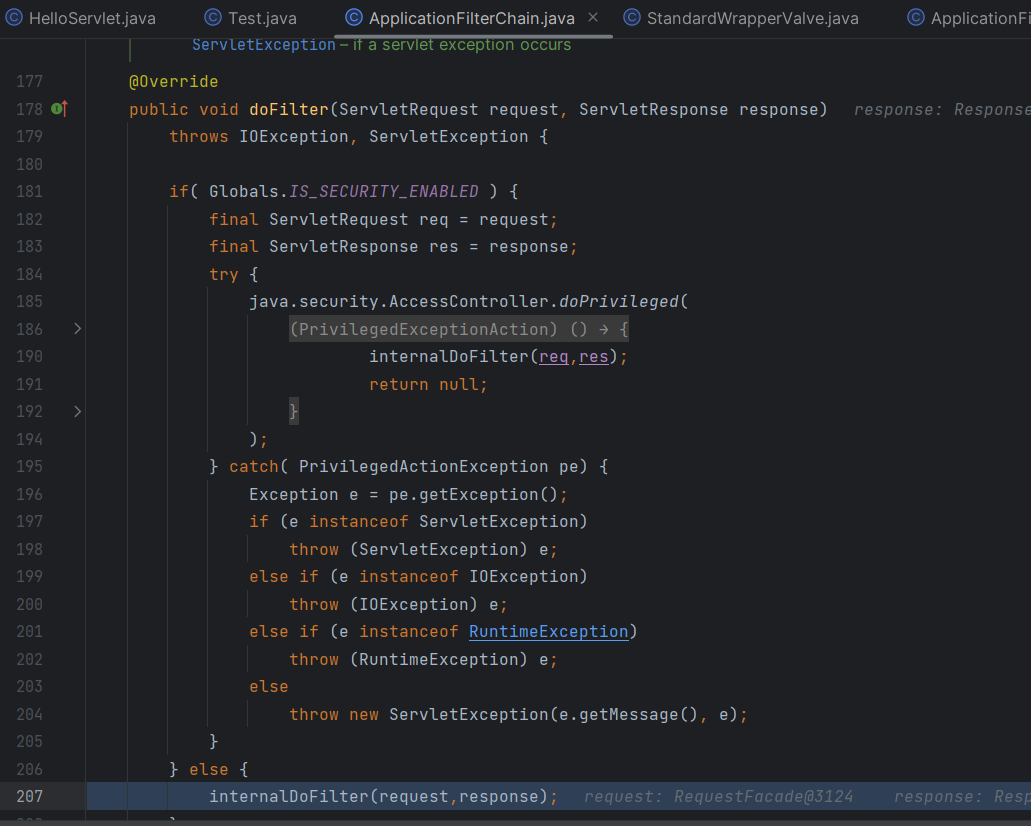 HelloServlet.java Test.java ApplicationFilterChain.java StandardWrapperValve.java ApplicationFi
ServletException – if a servlet exception occurs
177 @Override
178 public void doFilter(ServletRequest request, ServletResponse response) response: Response
179 throws IOException, ServletException {
180
181 if( Globals.IS_SECURITY_ENABLED ) {
182 final ServletRequest req = request;
183 final ServletResponse res = response;
184 try {
185 java.security.AccessController.doPrivileged(
186 (PrivilegedExceptionAction) () → {
190 internalDoFilter(req,res);
191 return null;
192 }
194 );
195 } catch( PrivilegedActionException pe) {
196 Exception e = pe.getException();
197 if (e instanceof ServletException)
198 throw (ServletException) e;
199 else if (e instanceof IOException)
200 throw (IOException) e;
201 else if (e instanceof RuntimeException)
202 throw (RuntimeException) e;
203 else
204 throw new ServletException(e.getMessage(), e);
205 }
206 } else {
207 internalDoFilter(request,response); request: RequestFacade@3124 response: Resp